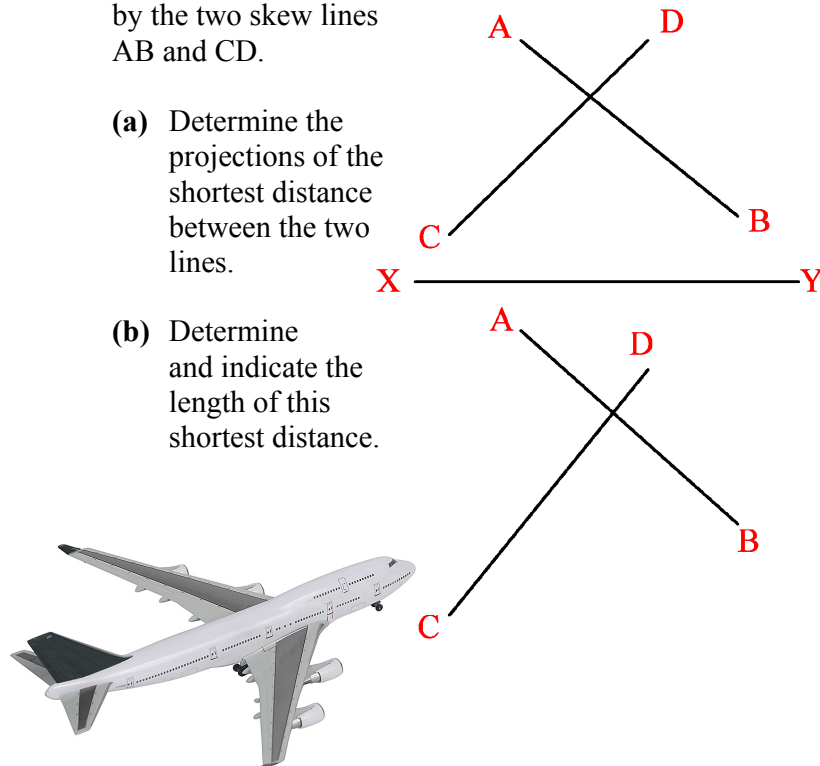 by the two skew lines
AB and CD.
(a) Determine the
projections of the
shortest distance
between the two
lines.
(b) Determine
and indicate the
length of this
shortest distance.
A
D
C
B
X
Y
A
D
B
C